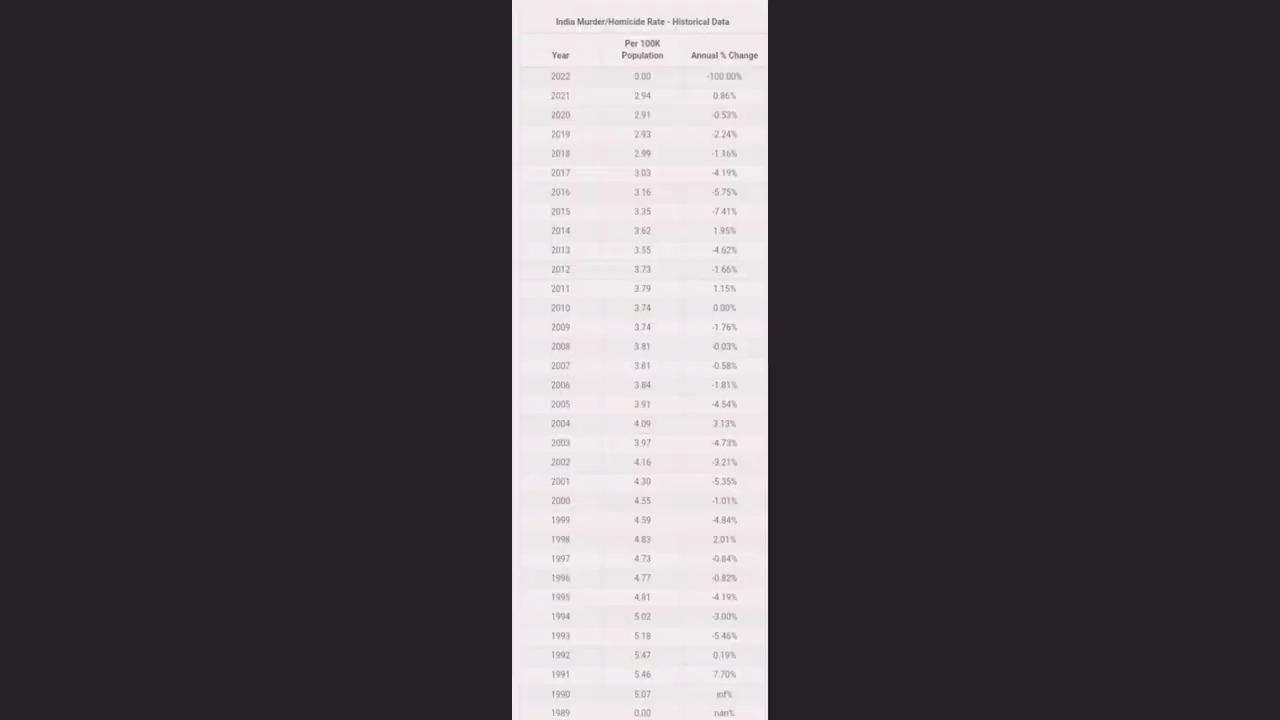 India Murder/Homicide Rate - Historical Data
Year Per 100K Population Annual % Change
2022 0.00 -100.00%
2021 2.94 0.86%
2020 2.91 -0.53%
2019 2.93 -2.24%
2018 2.99 -1.16%
2017 3.03 -4.19%
2016 3.16 -5.75%
2015 3.35 -7.41%
2014 3.62 1.95%
2013 3.55 -4.62%
2012 3.73 -1.66%
2011 3.79 1.15%
2010 3.74 0.00%
2009 3.74 -1.76%
2008 3.81 -0.03%
2007 3.81 -0.58%
2006 3.84 -1.81%
2005 3.91 -4.54%
2004 4.09 3.13%
2003 3.97 -4.73%
2002 4.16 -3.21%
2001 4.30 -5.35%
2000 4.55 -1.01%
1999 4.59 -4.84%
1998 4.83 2.01%
1997 4.73 -0.84%
1996 4.77 -0.82%
1995 4.81 -4.19%
1994 5.02 -3.00%
1993 5.18 -5.46%
1992 5.47 0.19%
1991 5.46 7.70%
1990 5.07 inf%
1989 0.00 nan%